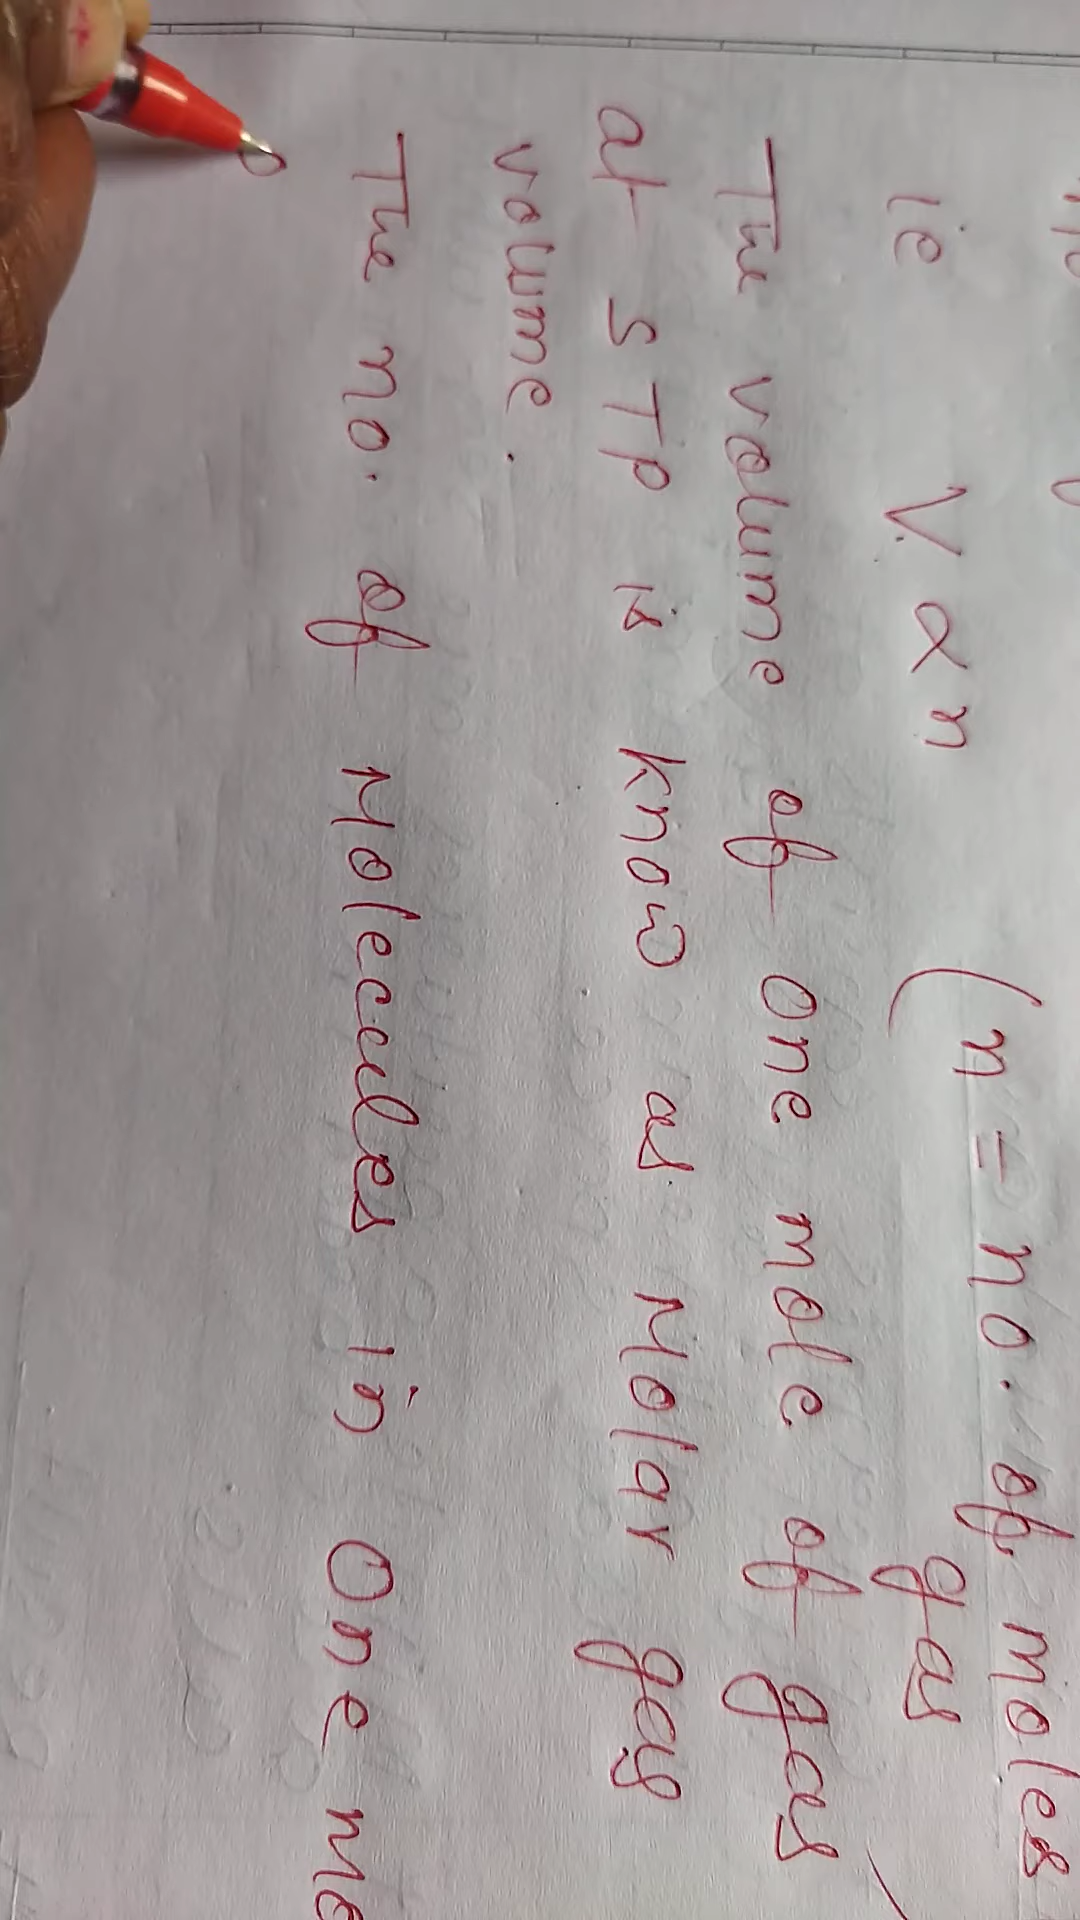 ie V ∝ n (n = no. of moles
gas
The volume of one mole of gas
at STP is know as Molar gas
volume.
The no. of Molecules in One mo